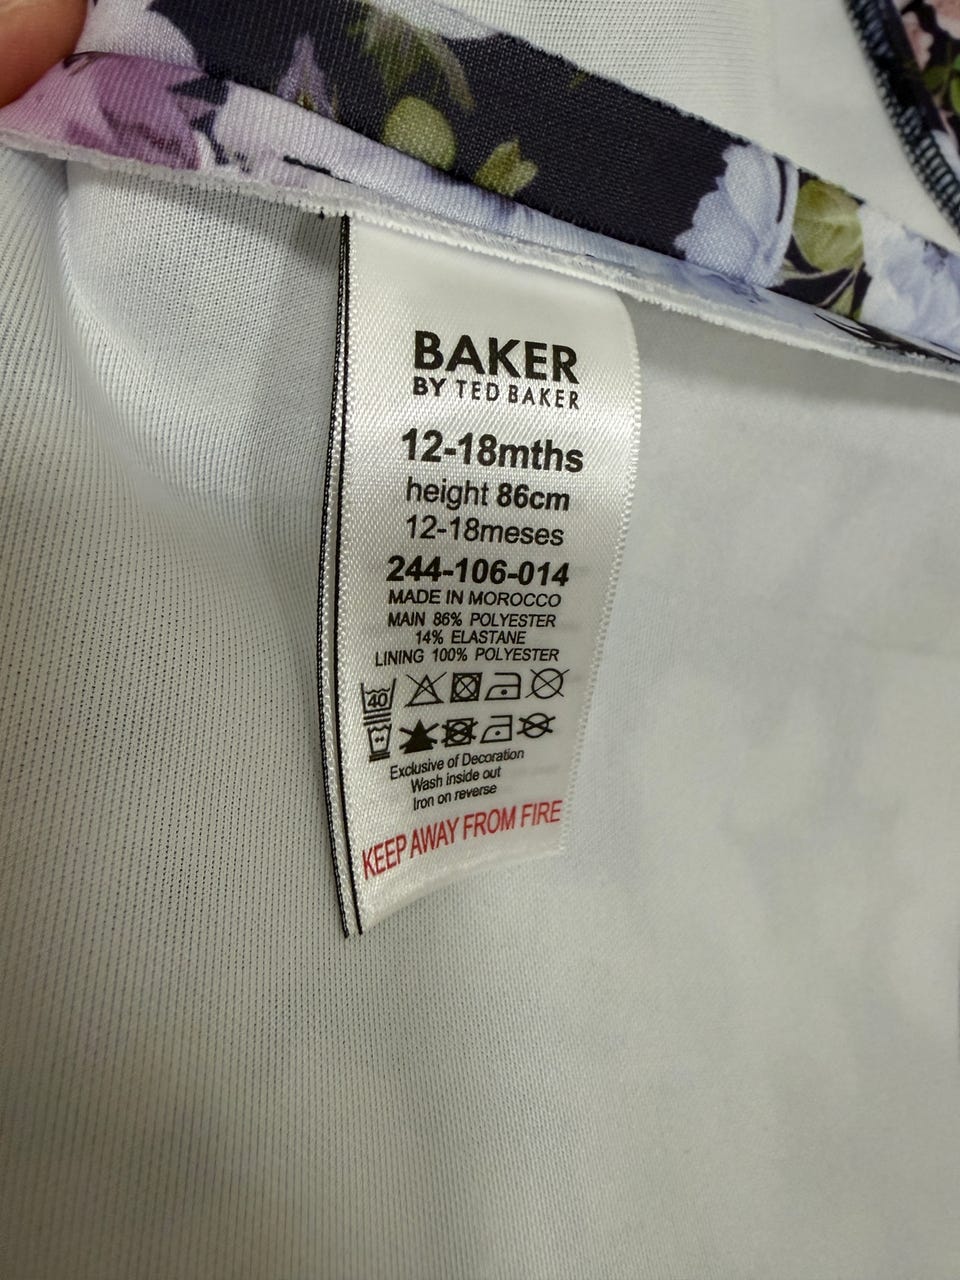 BAKER
BY TED BAKER
12-18mths
height 86cm
12-18meses
244-106-014
MADE IN MOROCCO
MAIN 86% POLYESTER
14% ELASTANE
LINING 100% POLYESTER
40
Exclusive of Decoration
Wash inside out
Iron on reverse
KEEP AWAY FROM FIRE